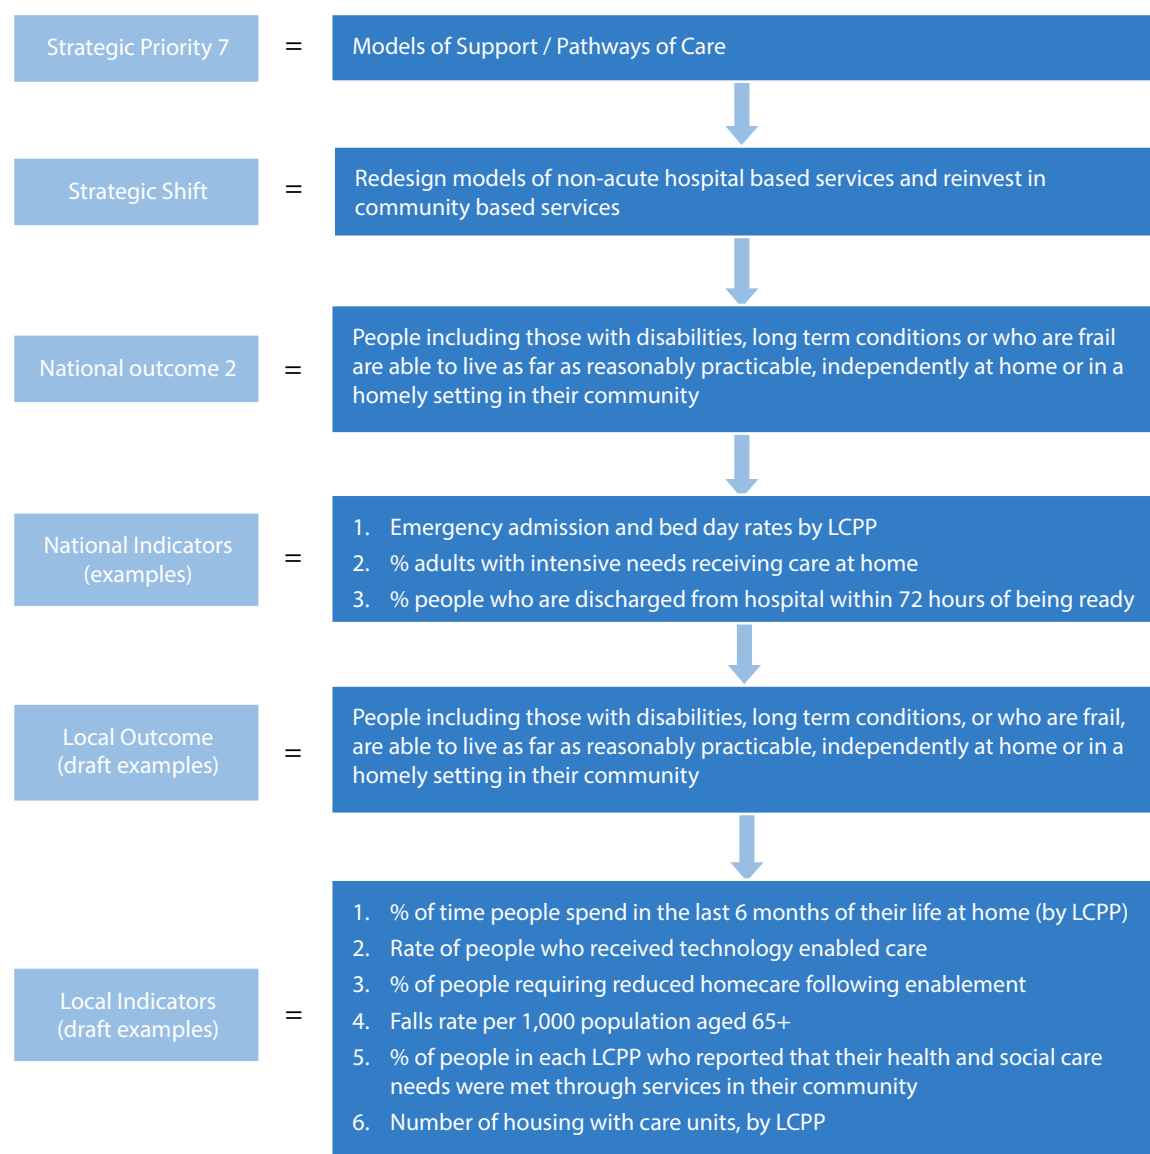 Strategic Priority 7 = Models of Support / Pathways of Care
Strategic Shift = Redesign models of non-acute hospital based services and reinvest in
community based services
National outcome 2 = People including those with disabilities, long term conditions or who are frail
are able to live as far as reasonably practicable, independently at home or in a
homely setting in their community
National Indicators
(examples)
=
1. Emergency admission and bed day rates by LCPP
2. % adults with intensive needs receiving care at home
3. % people who are discharged from hospital within 72 hours of being ready
Local Outcome
(draft examples)
=
People including those with disabilities, long term conditions, or who are frail,
are able to live as far as reasonably practicable, independently at home or in a
homely setting in their community
Local Indicators
(draft examples)
=
1. % of time people spend in the last 6 months of their life at home (by LCPP)
2. Rate of people who received technology enabled care
3. % of people requiring reduced homecare following enablement
4. Falls rate per 1,000 population aged 65+
5. % of people in each LCPP who reported that their health and social care
needs were met through services in their community
6. Number of housing with care units, by LCPP